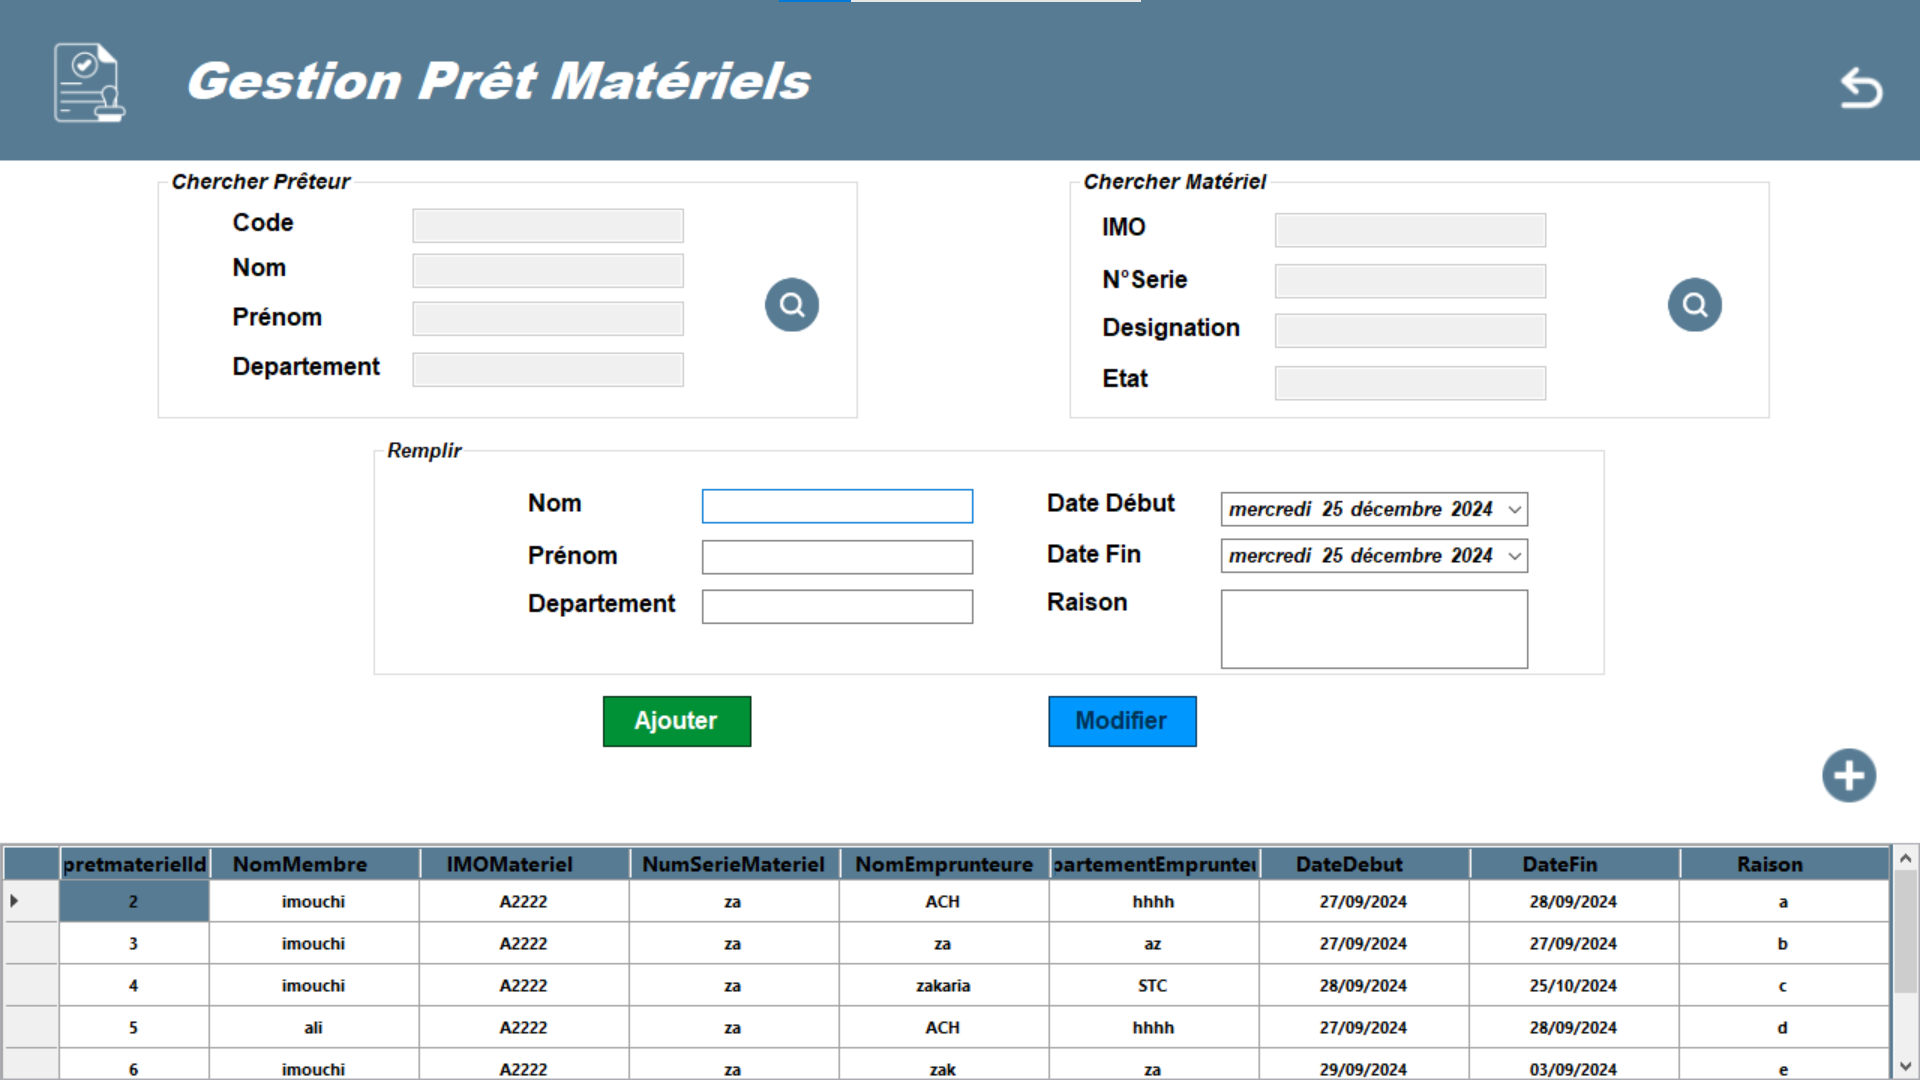 Gestion Prêt Matériels
Chercher Prêteur
Code
Nom
Prénom
Departement
Chercher Matériel
IMO
N°Serie
Designation
Etat
Remplir
Nom
Prénom
Departement
Date Début mercredi 25 décembre 2024
Date Fin mercredi 25 décembre 2024
Raison
Ajouter Modifier
pretmaterielId NomMembre IMOMateriel NumSerieMateriel NomEmprunteure partementEmprunteu DateDebut DateFin Raison
2 imouchi A2222 za ACH hhhh 27/09/2024 28/09/2024 a
3 imouchi A2222 za za az 27/09/2024 27/09/2024 b
4 imouchi A2222 za zakaria STC 28/09/2024 25/10/2024 c
5 ali A2222 za ACH hhhh 27/09/2024 28/09/2024 d
6 imouchi A2222 za zak za 29/09/2024 03/09/2024 e